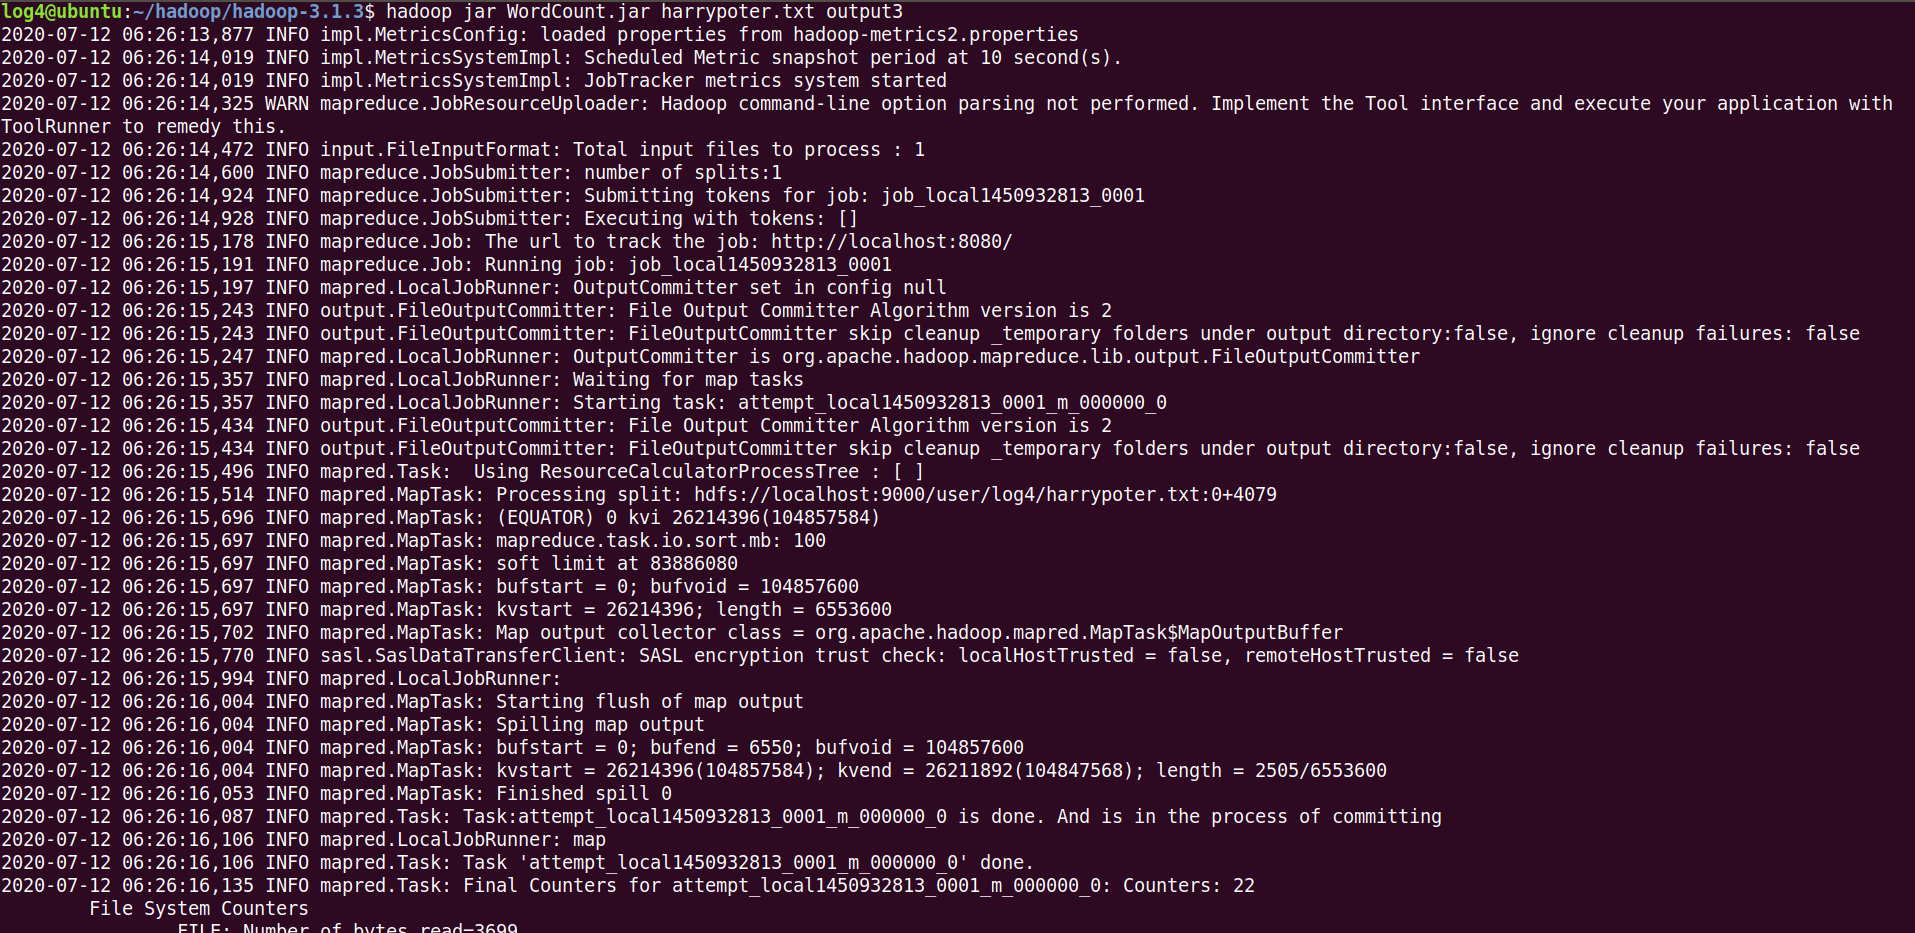 log4@ubuntu:~/hadoop/hadoop-3.1.3$ hadoop jar WordCount.jar harrypoter.txt output3
2020-07-12 06:26:13,877 INFO impl.MetricsConfig: loaded properties from hadoop-metrics2.properties
2020-07-12 06:26:14,019 INFO impl.MetricsSystemImpl: Scheduled Metric snapshot period at 10 second(s).
2020-07-12 06:26:14,019 INFO impl.MetricsSystemImpl: JobTracker metrics system started
2020-07-12 06:26:14,325 WARN mapreduce.JobResourceUploader: Hadoop command-line option parsing not performed. Implement the Tool interface and execute your application with
ToolRunner to remedy this.
2020-07-12 06:26:14,472 INFO input.FileInputFormat: Total input files to process : 1
2020-07-12 06:26:14,600 INFO mapreduce.JobSubmitter: number of splits:1
2020-07-12 06:26:14,924 INFO mapreduce.JobSubmitter: Submitting tokens for job: job_local1450932813_0001
2020-07-12 06:26:14,928 INFO mapreduce.JobSubmitter: Executing with tokens: []
2020-07-12 06:26:15,178 INFO mapreduce.Job: The url to track the job: http://localhost:8080/
2020-07-12 06:26:15,191 INFO mapreduce.Job: Running job: job_local1450932813_0001
2020-07-12 06:26:15,197 INFO mapred.LocalJobRunner: OutputCommitter set in config null
2020-07-12 06:26:15,243 INFO output.FileOutputCommitter: File Output Committer Algorithm version is 2
2020-07-12 06:26:15,243 INFO output.FileOutputCommitter: FileOutputCommitter skip cleanup _temporary folders under output directory:false, ignore cleanup failures: false
2020-07-12 06:26:15,247 INFO mapred.LocalJobRunner: OutputCommitter is org.apache.hadoop.mapreduce.lib.output.FileOutputCommitter
2020-07-12 06:26:15,357 INFO mapred.LocalJobRunner: Waiting for map tasks
2020-07-12 06:26:15,357 INFO mapred.LocalJobRunner: Starting task: attempt_local1450932813_0001_m_000000_0
2020-07-12 06:26:15,434 INFO output.FileOutputCommitter: File Output Committer Algorithm version is 2
2020-07-12 06:26:15,434 INFO output.FileOutputCommitter: FileOutputCommitter skip cleanup _temporary folders under output directory:false, ignore cleanup failures: false
2020-07-12 06:26:15,496 INFO mapred.Task:  Using ResourceCalculatorProcessTree : [ ]
2020-07-12 06:26:15,514 INFO mapred.MapTask: Processing split: hdfs://localhost:9000/user/log4/harrypoter.txt:0+4079
2020-07-12 06:26:15,696 INFO mapred.MapTask: (EQUATOR) 0 kvi 26214396(104857584)
2020-07-12 06:26:15,697 INFO mapred.MapTask: mapreduce.task.io.sort.mb: 100
2020-07-12 06:26:15,697 INFO mapred.MapTask: soft limit at 83886080
2020-07-12 06:26:15,697 INFO mapred.MapTask: bufstart = 0; bufvoid = 104857600
2020-07-12 06:26:15,697 INFO mapred.MapTask: kvstart = 26214396; length = 6553600
2020-07-12 06:26:15,702 INFO mapred.MapTask: Map output collector class = org.apache.hadoop.mapred.MapTask$MapOutputBuffer
2020-07-12 06:26:15,770 INFO sasl.SaslDataTransferClient: SASL encryption trust check: localHostTrusted = false, remoteHostTrusted = false
2020-07-12 06:26:15,994 INFO mapred.LocalJobRunner:
2020-07-12 06:26:16,004 INFO mapred.MapTask: Starting flush of map output
2020-07-12 06:26:16,004 INFO mapred.MapTask: Spilling map output
2020-07-12 06:26:16,004 INFO mapred.MapTask: bufstart = 0; bufend = 6550; bufvoid = 104857600
2020-07-12 06:26:16,004 INFO mapred.MapTask: kvstart = 26214396(104857584); kvend = 26211892(104847568); length = 2505/6553600
2020-07-12 06:26:16,053 INFO mapred.MapTask: Finished spill 0
2020-07-12 06:26:16,087 INFO mapred.Task: Task:attempt_local1450932813_0001_m_000000_0 is done. And is in the process of committing
2020-07-12 06:26:16,106 INFO mapred.LocalJobRunner: map
2020-07-12 06:26:16,106 INFO mapred.Task: Task 'attempt_local1450932813_0001_m_000000_0' done.
2020-07-12 06:26:16,135 INFO mapred.Task: Final Counters for attempt_local1450932813_0001_m_000000_0: Counters: 22
File System Counters
FILE: Number of bytes read=3699